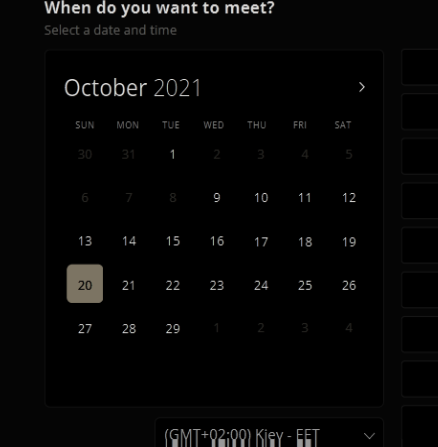 When do you want to meet?
Select a date and time
October 2021
SUN MON TUE WED THU FRI SAT
30 31 1 2 3 4 5
6 7 8 9 10 11 12
13 14 15 16 17 18 19
20 21 22 23 24 25 26
27 28 29 1 2 3 4
(GMT+02:00) Kiev - EET